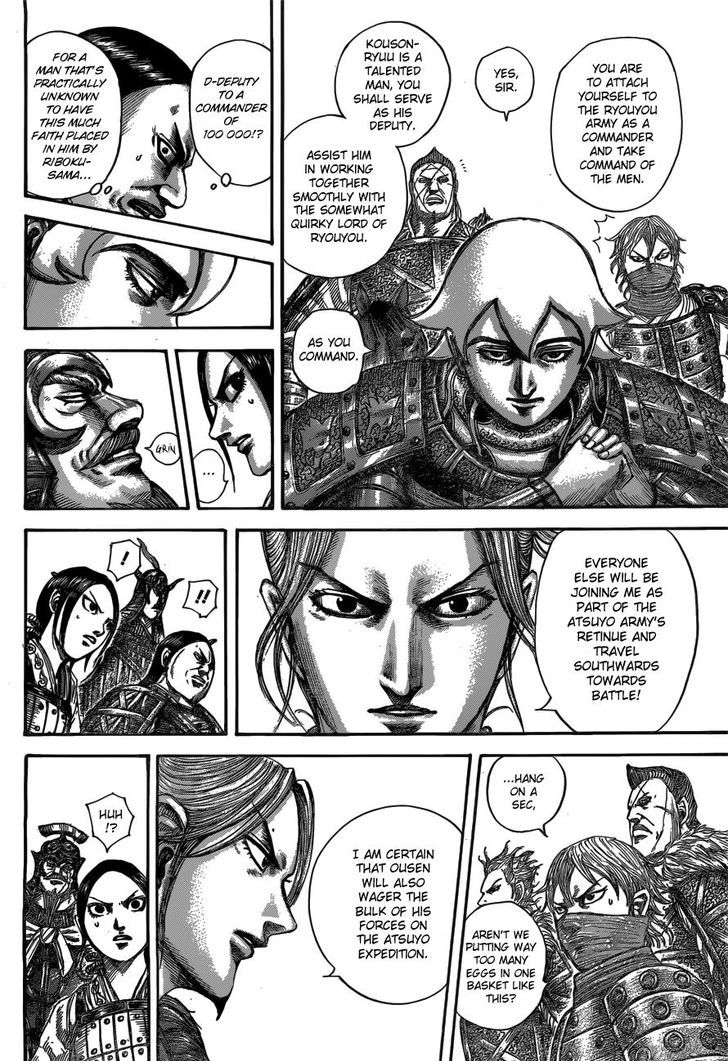 YOU ARE
TO ATTACH
YOURSELF TO
THE RYOUYOU
ARMY AS A
COMMANDER
AND TAKE
COMMAND OF
THE MEN.
YES,
SIR.
KOUSON-
RYUU IS A
TALENTED
MAN, YOU
SHALL SERVE
AS HIS
DEPUTY.
ASSIST HIM
IN WORKING
TOGETHER
SMOOTHLY WITH
THE SOMEWHAT
QUIRKY LORD OF
RYOUYOU.
AS YOU
COMMAND.
D-DEPUTY
TO A
COMMANDER
OF
100 000!?
FOR A
MAN THAT'S
PRACTICALLY
UNKNOWN
TO HAVE
THIS MUCH
FAITH PLACED
IN HIM BY
RIBOKU-
SAMA...
...
GRIN
EVERYONE
ELSE WILL BE
JOINING ME AS
PART OF THE
ATSUYO ARMY'S
RETINUE AND
TRAVEL
SOUTHWARDS
TOWARDS
BATTLE!
!!
!
...HANG
ON A
SEC,
AREN'T WE
PUTTING WAY
TOO MANY
EGGS IN ONE
BASKET LIKE
THIS?
I AM CERTAIN
THAT OUSEN
WILL ALSO
WAGER THE
BULK OF HIS
FORCES ON
THE ATSUYO
EXPEDITION.
HUH
!?